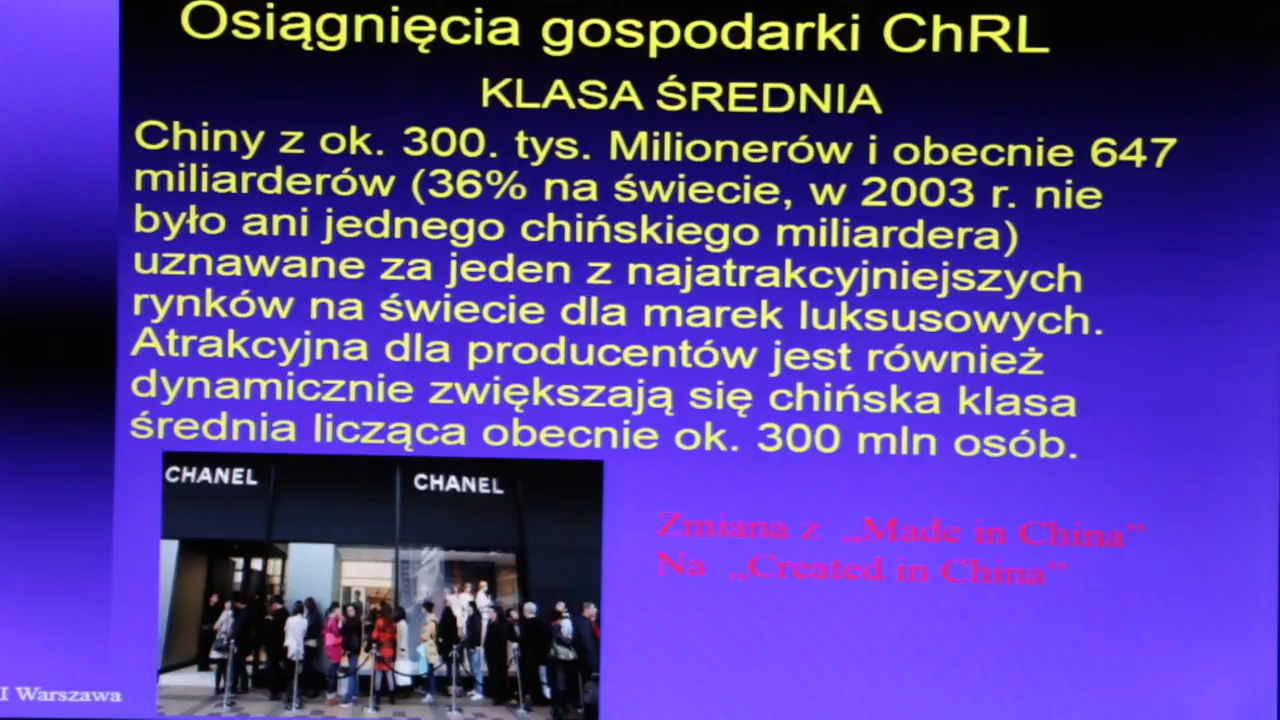 Osiągnięcia gospodarki ChRL
KLASA ŚREDNIA
Chiny z ok. 300. tys. Milionerów i obecnie 647
miliarderów (36% na świecie, w 2003 r. nie
było ani jednego chińskiego miliardera)
uznawane za jeden z najatrakcyjniejszych
rynków na świecie dla marek luksusowych.
Atrakcyjna dla producentów jest również
dynamicznie zwiększają się chińska klasa
średnia licząca obecnie ok. 300 mln osób.
CHANEL CHANEL
Zmiana z „Made in China”
Na „Created in China”
I Warszawa